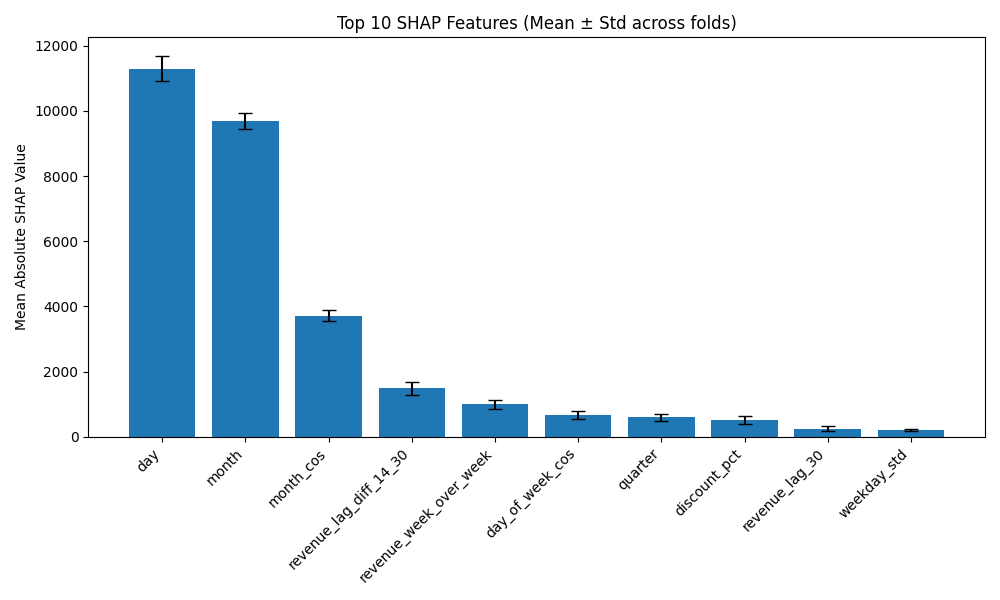 Top 10 SHAP Features (Mean ± Std across folds)
Mean Absolute SHAP Value
12000
10000
8000
6000
4000
2000
0
day
month
month_cos
revenue_lag_diff_14_30
revenue_week_over_week
day_of_week_cos
quarter
discount_pct
revenue_lag_30
weekday_std